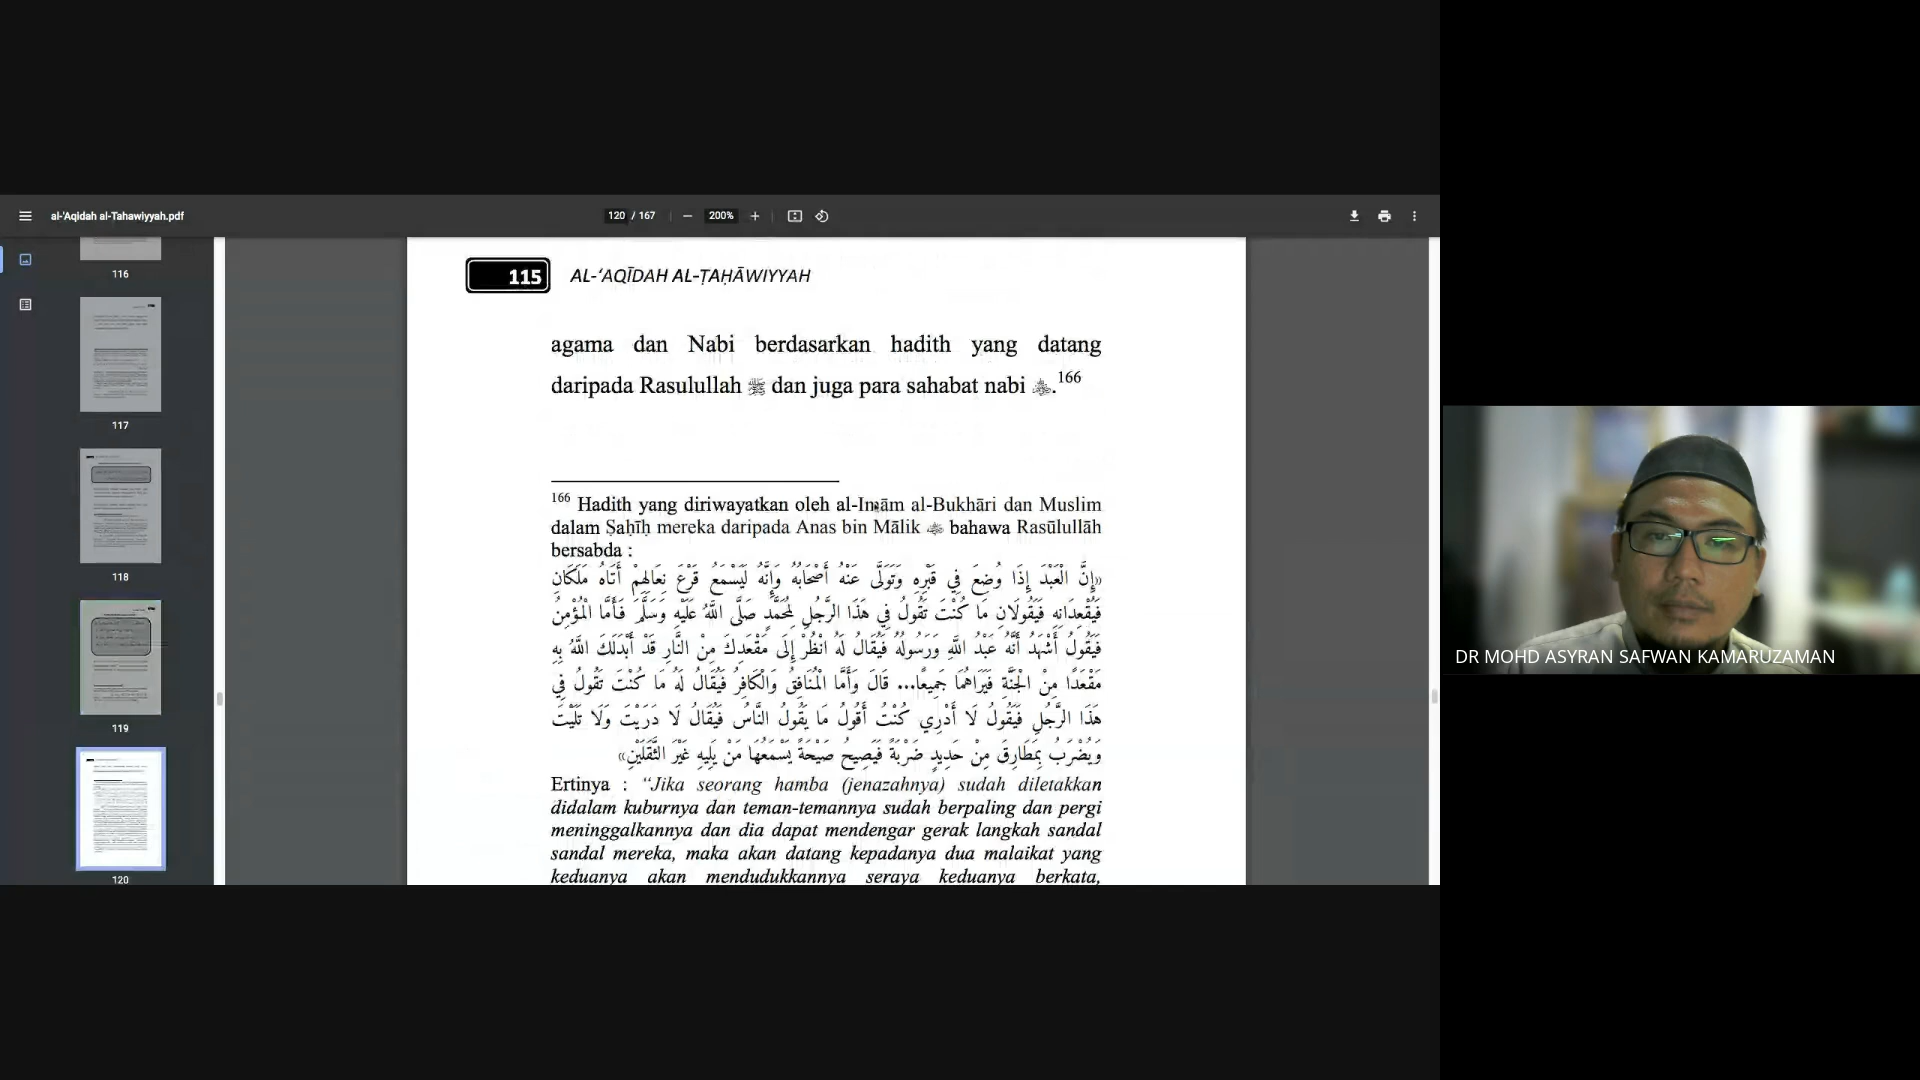 al-'Aqidah al-Tahawiyyah.pdf
120 / 167
200%
116
117
118
119
120
115 AL-‘AQĪDAH AL-ṬAḤĀWIYYAH
agama dan Nabi berdasarkan hadith yang datang
daripada Rasulullah ﷺ dan juga para sahabat nabi .166
166 Hadith yang diriwayatkan oleh al-Imām al-Bukhāri dan Muslim
dalam Ṣaḥīḥ mereka daripada Anas bin Mālik bahawa Rasūlullāh
bersabda :
«إِنَّ الْعَبْدَ إِذَا وُضِعَ فِي قَبْرِهِ وَتَوَلَّى عَنْهُ أَصْحَابُهُ وَإِنَّهُ لَيَسْمَعُ قَرْعَ نِعَالِهِمْ أَتَاهُ مَلَكَانِ
فَيُقْعِدَانِهِ فَيَقُولَانِ مَا كُنْتَ تَقُولُ فِي هَذَا الرَّجُلِ لِمُحَمَّدٍ صَلَّى اللَّهُ عَلَيْهِ وَسَلَّمَ فَأَمَّا الْمُؤْمِنُ
فَيَقُولُ أَشْهَدُ أَنَّهُ عَبْدُ اللَّهِ وَرَسُولُهُ فَيُقَالُ لَهُ انْظُرْ إِلَى مَقْعَدِكَ مِنْ النَّارِ قَدْ أَبْدَلَكَ اللَّهُ بِهِ
مَقْعَدًا مِنْ الْجَنَّةِ فَيَرَاهُمَا جَمِيعًا... قَالَ وَأَمَّا الْمُنَافِقُ وَالْكَافِرُ فَيُقَالُ لَهُ مَا كُنْتَ تَقُولُ فِي
هَذَا الرَّجُلِ فَيَقُولُ لَا أَدْرِي كُنْتُ أَقُولُ مَا يَقُولُ النَّاسُ فَيُقَالُ لَا دَرَيْتَ وَلَا تَلَيْتَ
وَيُضْرَبُ بِمَطَارِقَ مِنْ حَدِيدٍ ضَرْبَةً فَيَصِيحُ صَيْحَةً يَسْمَعُهَا مَنْ يَلِيهِ غَيْرَ الثَّقَلَيْنِ»
Ertinya : “Jika seorang hamba (jenazahnya) sudah diletakkan
didalam kuburnya dan teman-temannya sudah berpaling dan pergi
meninggalkannya dan dia dapat mendengar gerak langkah sandal
sandal mereka, maka akan datang kepadanya dua malaikat yang
keduanya akan mendudukkannya seraya keduanya berkata,
DR MOHD ASYRAN SAFWAN KAMARUZAMAN